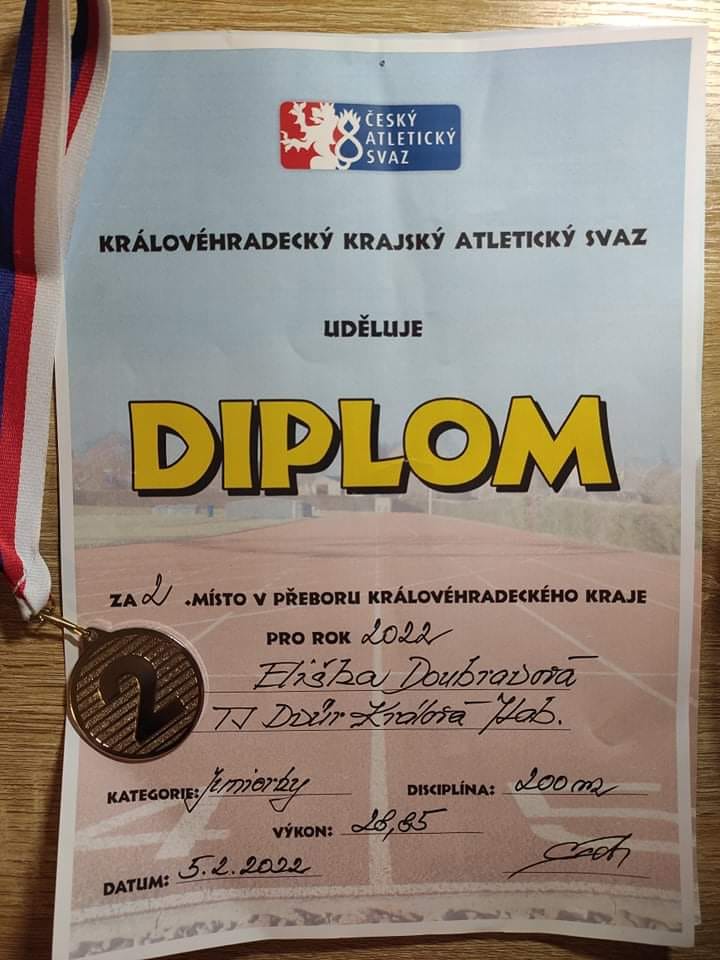 ČESKÝ
ATLETICKÝ
SVAZ
KRÁLOVÉHRADECKÝ KRAJSKÝ ATLETICKÝ SVAZ
UDĚLUJE
DIPLOM
ZA 2 .MÍSTO V PŘEBORU KRÁLOVÉHRADECKÉHO KRAJE
PRO ROK 2022
Eliška Doubravová
TJ Dvůr Králové n/Lab.
2
KATEGORIE: Juniorky DISCIPLÍNA: 200 m
VÝKON: 28,85
DATUM: 5.2.2022